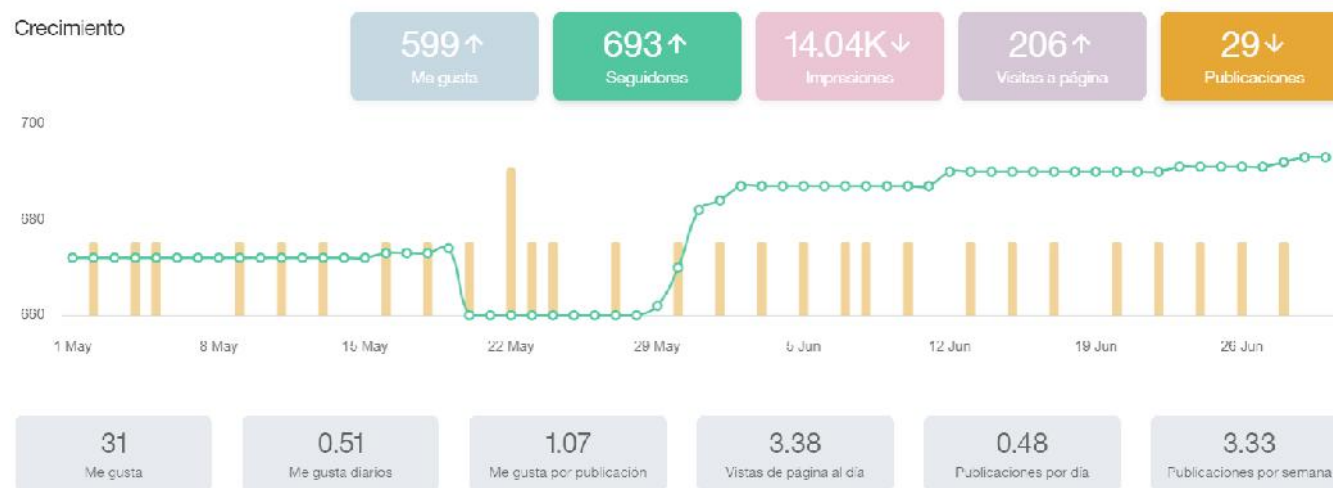 Crecimiento
599↑
Me gusta
693↑
Seguidores
14.04K↓
Impresiones
206↑
Visitas a página
29↓
Publicaciones
700
680
660
1 May
8 May
15 May
22 May
29 May
5 Jun
12 Jun
19 Jun
26 Jun
31
Me gusta
0.51
Me gusta diarios
1.07
Me gusta por publicación
3.38
Vistas de pagina al día
0.48
Publicaciones por día
3.33
Publicaciones por semana